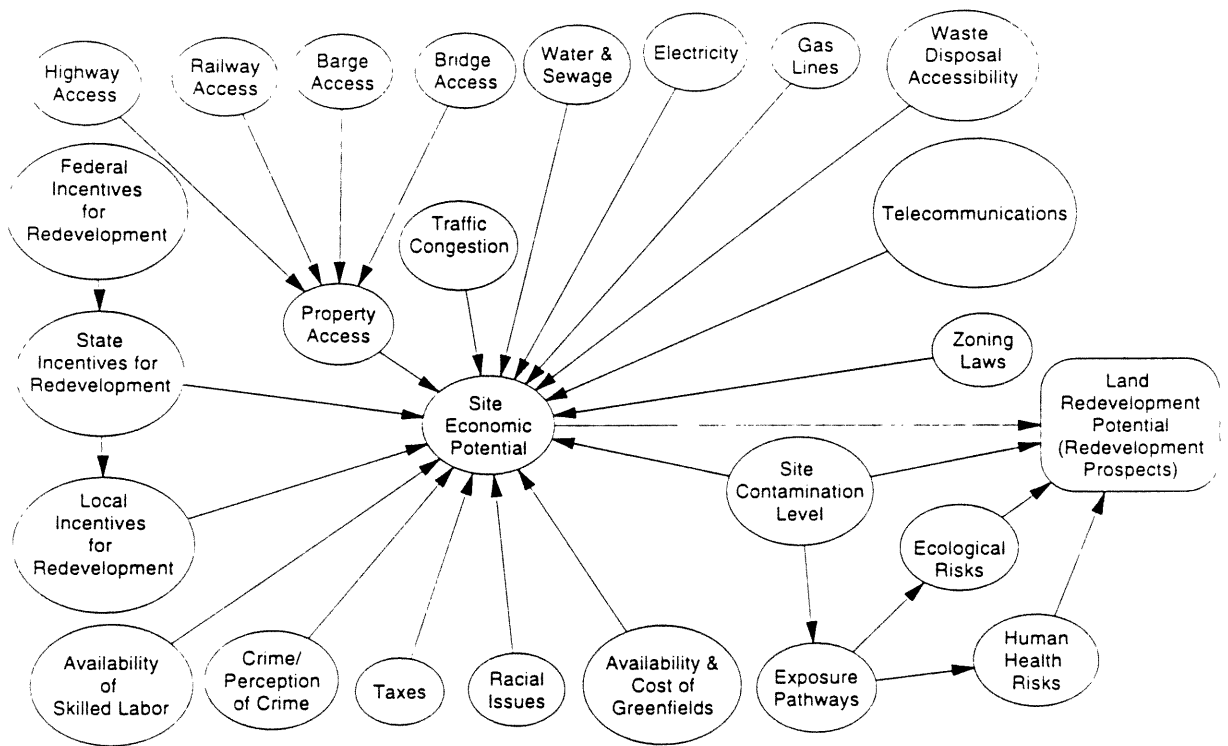 Highway
Access
Railway
Access
Barge
Access
Bridge
Access
Water &
Sewage
Electricity
Gas
Lines
Waste
Disposal
Accessibility
Federal
Incentives
for
Redevelopment
Traffic
Congestion
Telecommunications
Property
Access
State
Incentives for
Redevelopment
Zoning
Laws
Site
Economic
Potential
Land
Redevelopment
Potential
(Redevelopment
Prospects)
Site
Contamination
Level
Local
Incentives
for
Redevelopment
Ecological
Risks
Availability
of
Skilled Labor
Crime/
Perception
of Crime
Taxes
Racial
Issues
Availability &
Cost of
Greenfields
Exposure
Pathways
Human
Health
Risks